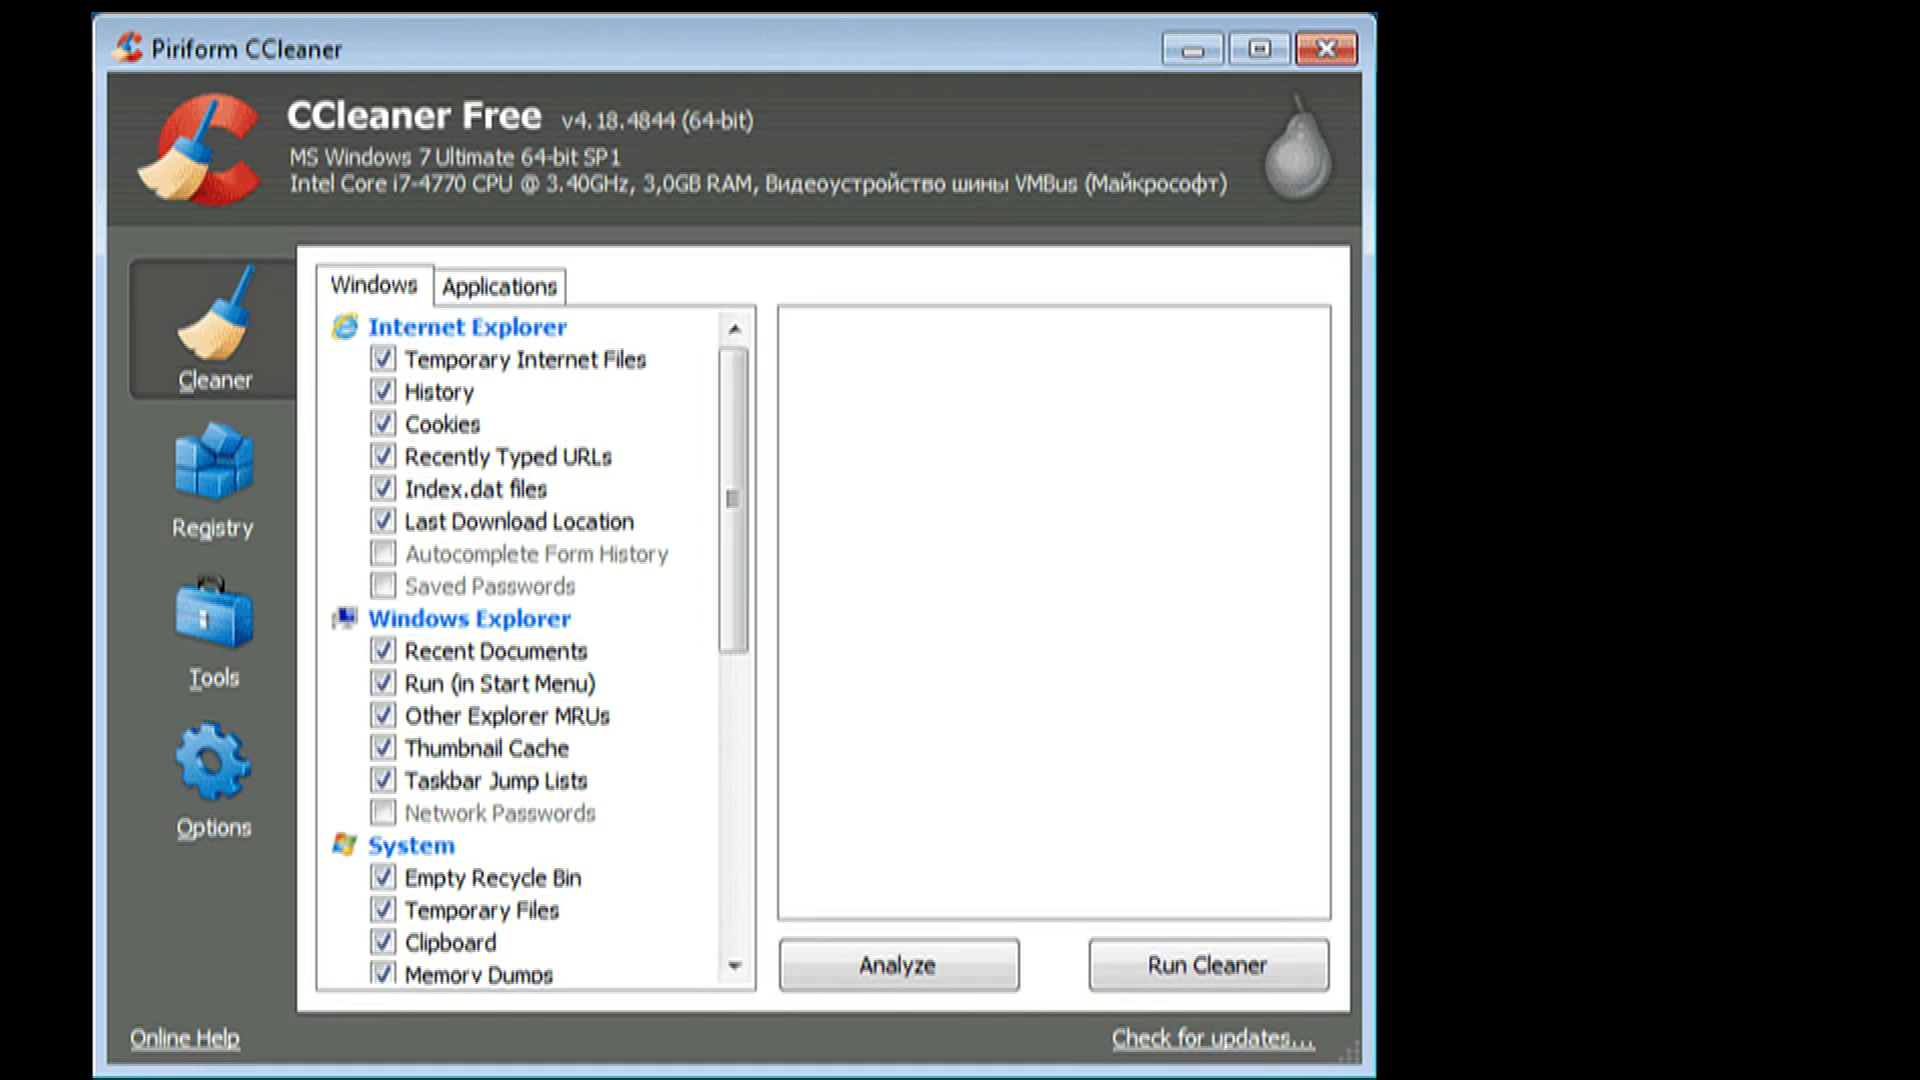 Piriform CCleaner
CCleaner Free v4.18.4844 (64-bit)
MS Windows 7 Ultimate 64-bit SP1
Intel Core i7-4770 CPU @ 3.40GHz, 3,0GB RAM, Видеоустройство шины VMBus (Майкрософт)
Cleaner
Registry
Tools
Options
Windows
Applications
Internet Explorer
Temporary Internet Files
History
Cookies
Recently Typed URLs
Index.dat files
Last Download Location
Autocomplete Form History
Saved Passwords
Windows Explorer
Recent Documents
Run (in Start Menu)
Other Explorer MRUs
Thumbnail Cache
Taskbar Jump Lists
Network Passwords
System
Empty Recycle Bin
Temporary Files
Clipboard
Memory Dumps
Analyze
Run Cleaner
Online Help
Check for updates...